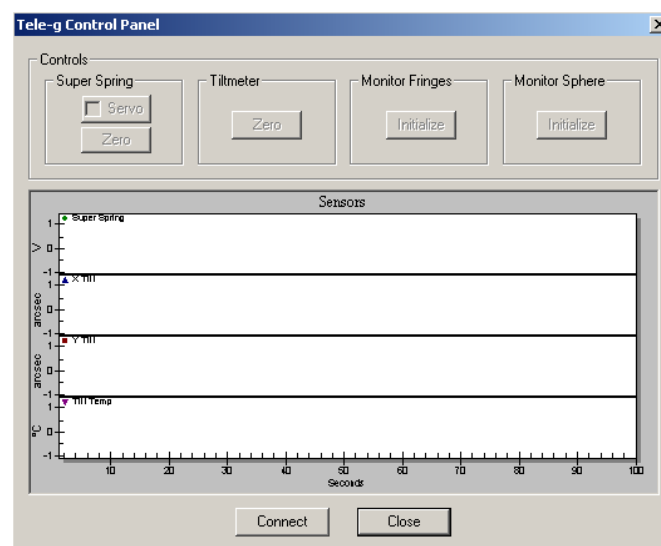 Tele-g Control Panel
Controls
Super Spring
Servo
Zero
Tiltmeter
Zero
Monitor Fringes
Initialize
Monitor Sphere
Initialize
Sensors
Super Spring
1
0
-1
V
X Tilt
1
0
-1
arcsec
Y Tilt
1
0
-1
arcsec
Tilt Temp
1
0
-1
°C
10 20 30 40 50 60 70 80 90 100
Seconds
Connect Close